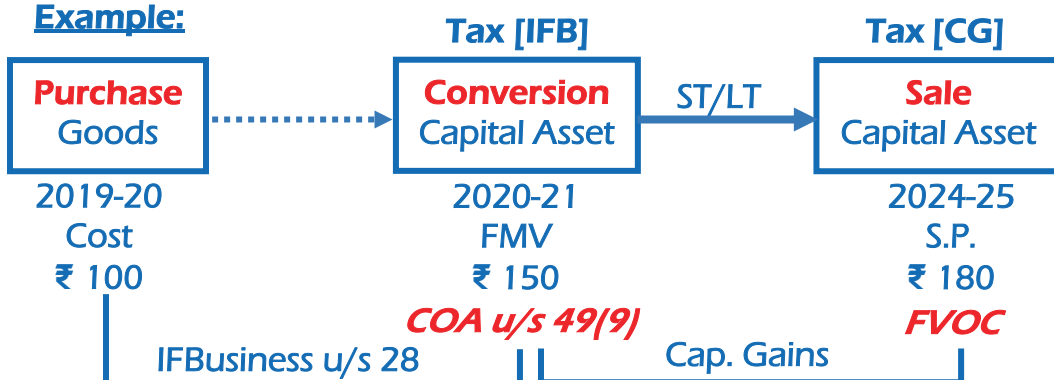 Example:
Tax [IFB]
Tax [CG]
Purchase
Goods
Conversion
Capital Asset
ST/LT
Sale
Capital Asset
2019-20
Cost
₹ 100
2020-21
FMV
₹ 150
COA u/s 49(9)
2024-25
S.P.
₹ 180
FVOC
IFBusiness u/s 28
Cap. Gains